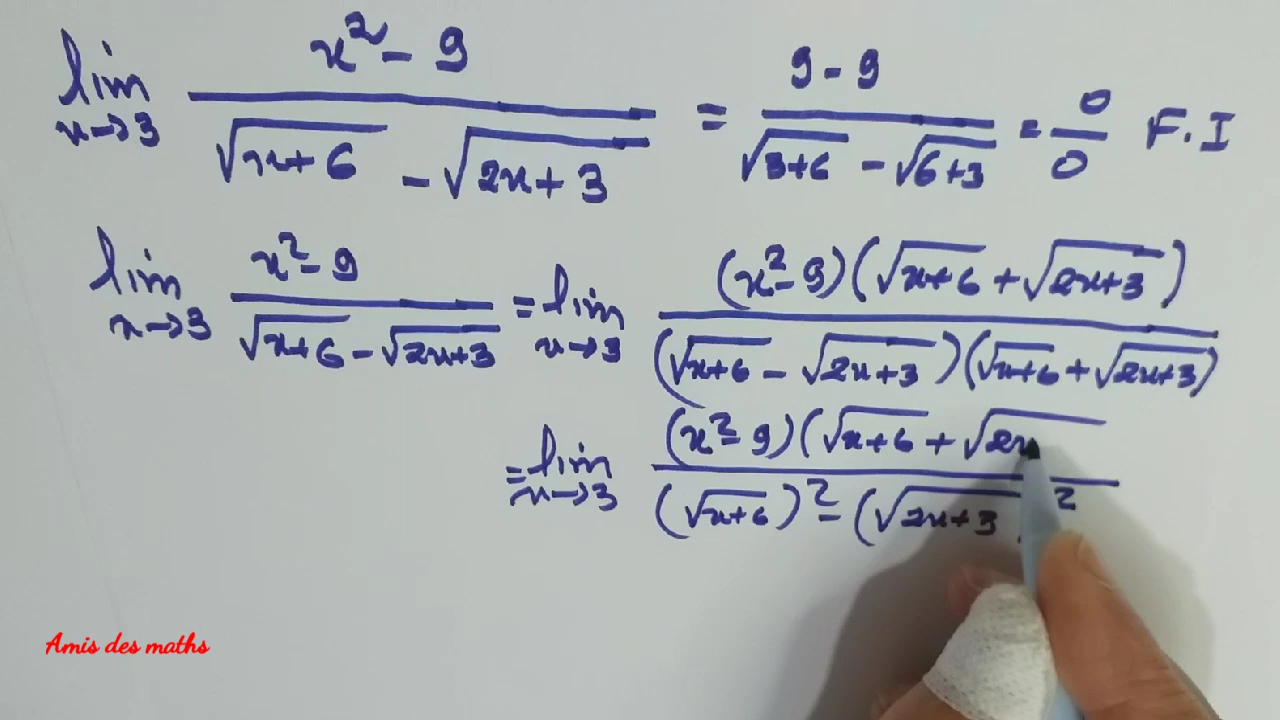 lim x→3 (x² - 9) / (√(x+6) - √(2x+3)) = (9 - 9) / (√(3+6) - √(6+3)) = 0/0 F.I
lim x→3 (x² - 9) / (√(x+6) - √(2x+3)) = lim x→3 (x² - 9)(√(x+6) + √(2x+3)) / (√(x+6) - √(2x+3))(√(x+6) + √(2x+3))
= lim x→3 (x² - 9)(√(x+6) + √(2x / (√(x+6))² - (√(2x+3))²
Amis des maths